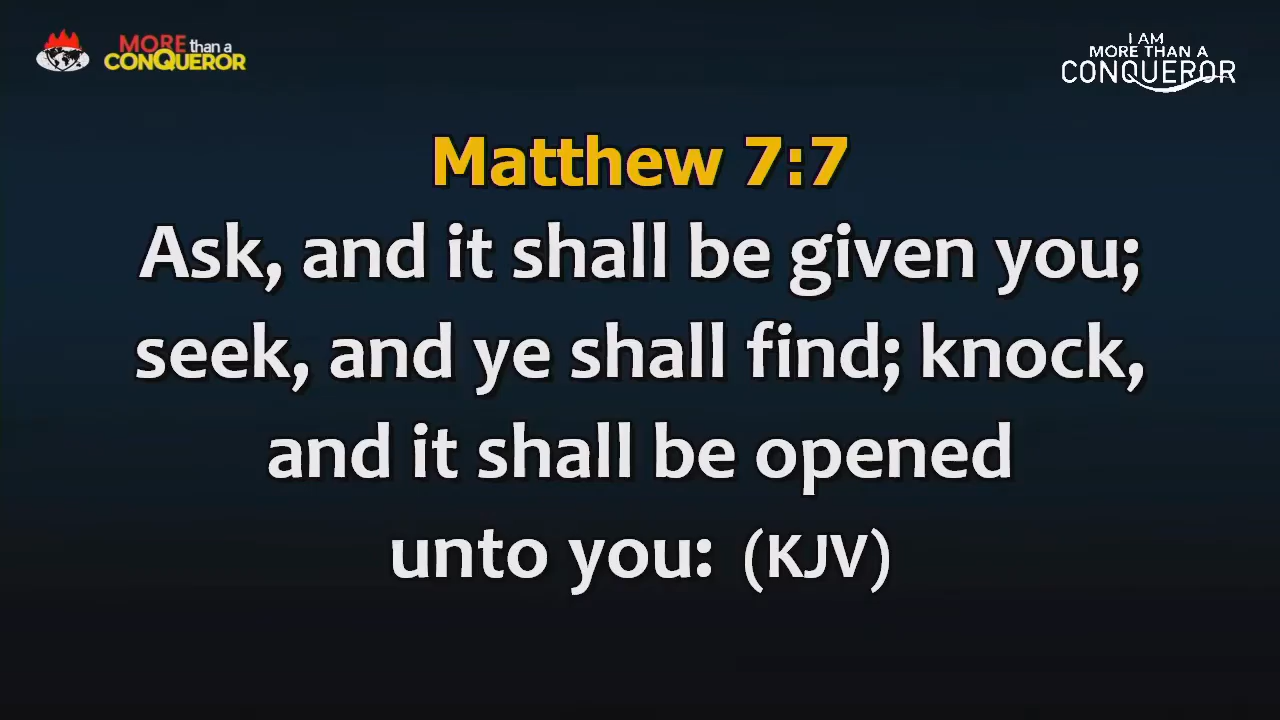 MORE than a
CONQUEROR
I AM
MORE THAN A
CONQUEROR
Matthew 7:7
Ask, and it shall be given you;
seek, and ye shall find; knock,
and it shall be opened
unto you: (KJV)